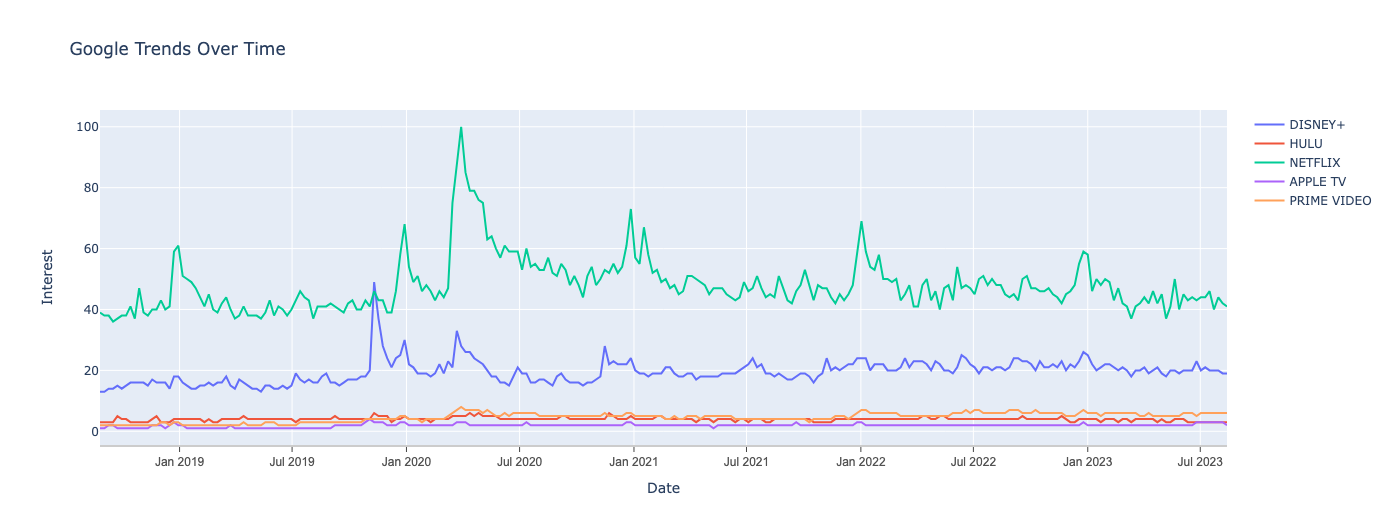 Google Trends Over Time
100
80
60
40
20
0
Interest
Jan 2019
Jul 2019
Jan 2020
Jul 2020
Jan 2021
Jul 2021
Jan 2022
Jul 2022
Jan 2023
Jul 2023
Date
DISNEY+
HULU
NETFLIX
APPLE TV
PRIME VIDEO